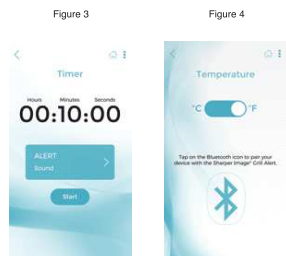 Figure 3
Timer
Hours Minutes Seconds
00:10:00
ALERT
Sound
Start
Figure 4
Temperature
°C °F
Tap on the Bluetooth icon to pair your
device with the Sharper Image® Grill Alert.